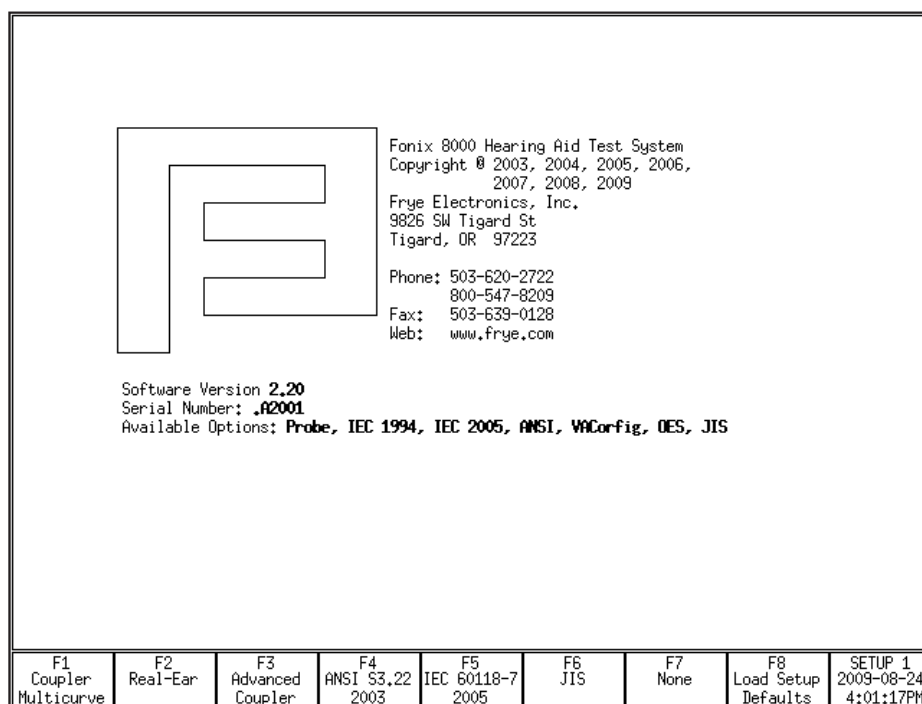 Fonix 8000 Hearing Aid Test System
Copyright @ 2003, 2004, 2005, 2006,
2007, 2008, 2009
Frye Electronics, Inc.
9826 SW Tigard St
Tigard, OR 97223
Phone: 503-620-2722
800-547-8209
Fax: 503-639-0128
Web: www.frye.com
Software Version 2.20
Serial Number: .A2001
Available Options: Probe, IEC 1994, IEC 2005, ANSI, VACorfig, OES, JIS
F1
Coupler
Multicurve
F2
Real-Ear
F3
Advanced
Coupler
F4
ANSI S3.22
2003
F5
IEC 60118-7
2005
F6
JIS
F7
None
F8
Load Setup
Defaults
SETUP 1
2009-08-24
4:01:17PM